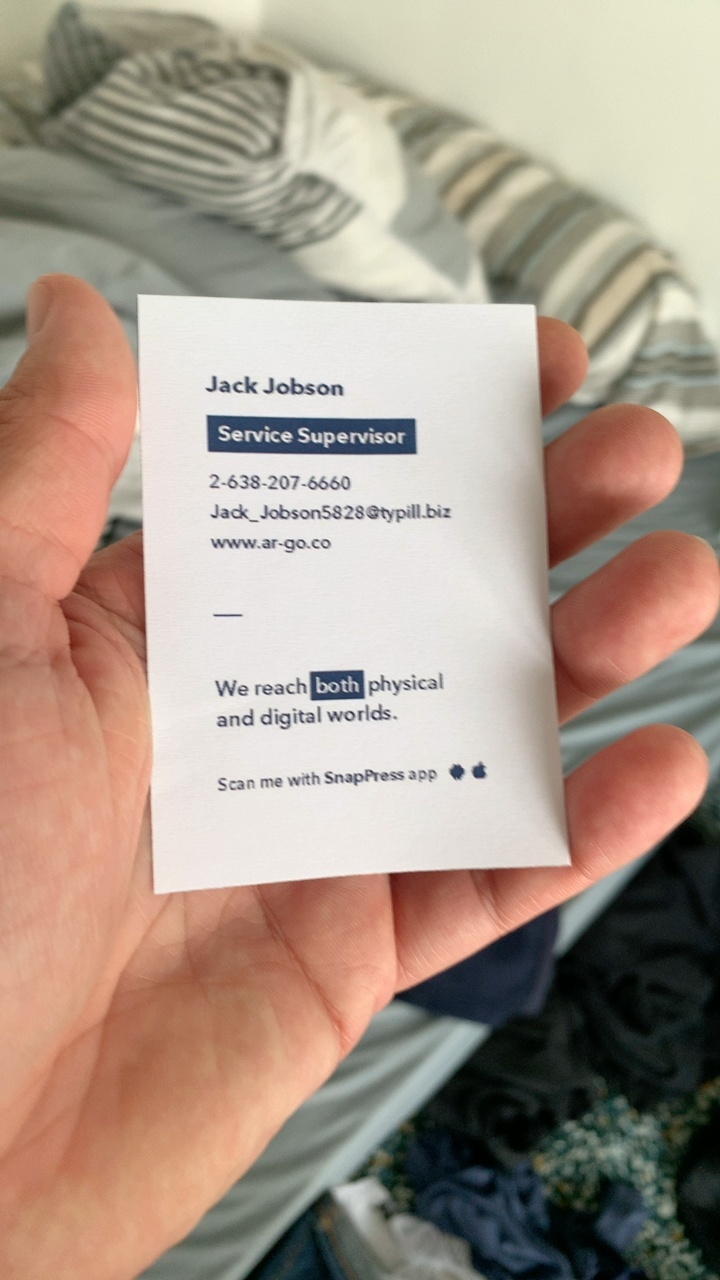 Jack Jobson
Service Supervisor
2-638-207-6660
Jack_Jobson5828@typill.biz
www.ar-go.co
We reach both physical
and digital worlds.
Scan me with SnapPress app